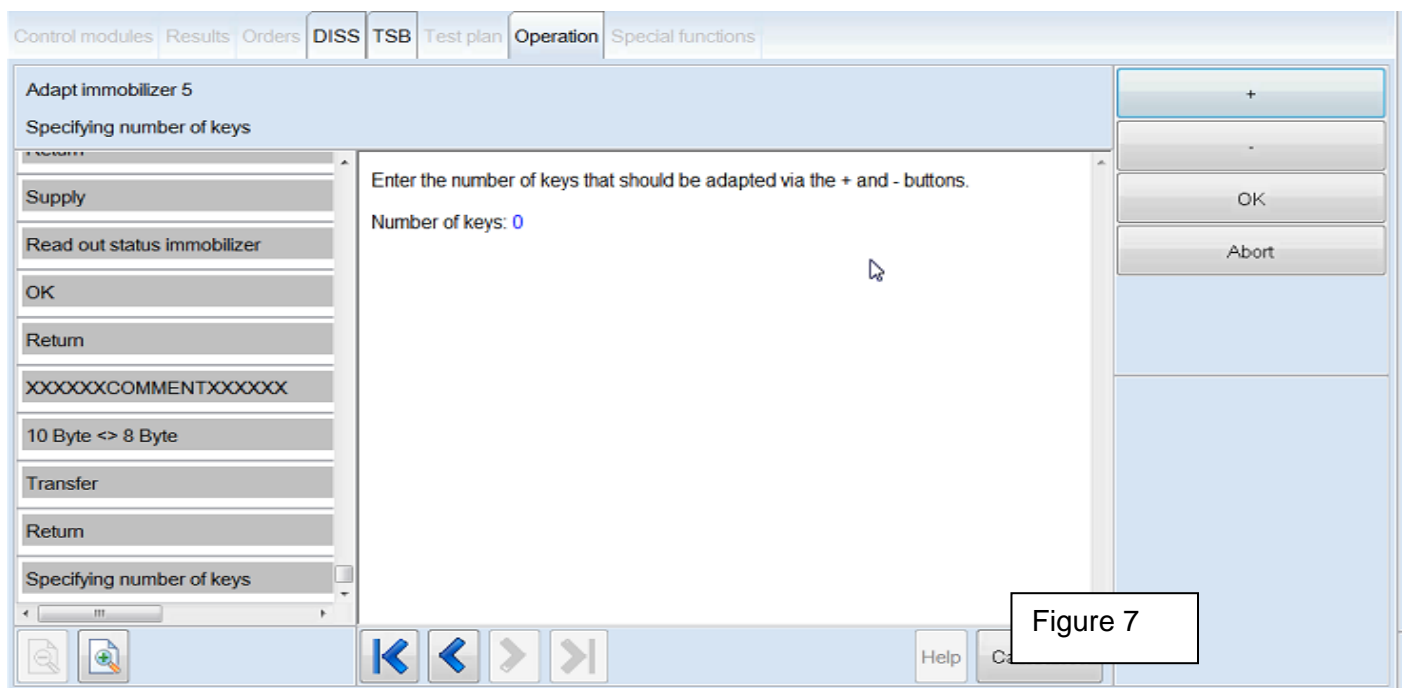 Control modules Results Orders DISS TSB Test plan Operation Special functions
Adapt immobilizer 5
Specifying number of keys
+
-
OK
Abort
Return
Supply
Read out status immobilizer
OK
Return
XXXXXXCOMMENTXXXXXX
10 Byte <> 8 Byte
Transfer
Return
Specifying number of keys
Enter the number of keys that should be adapted via the + and - buttons.
Number of keys: 0
Help
Figure 7